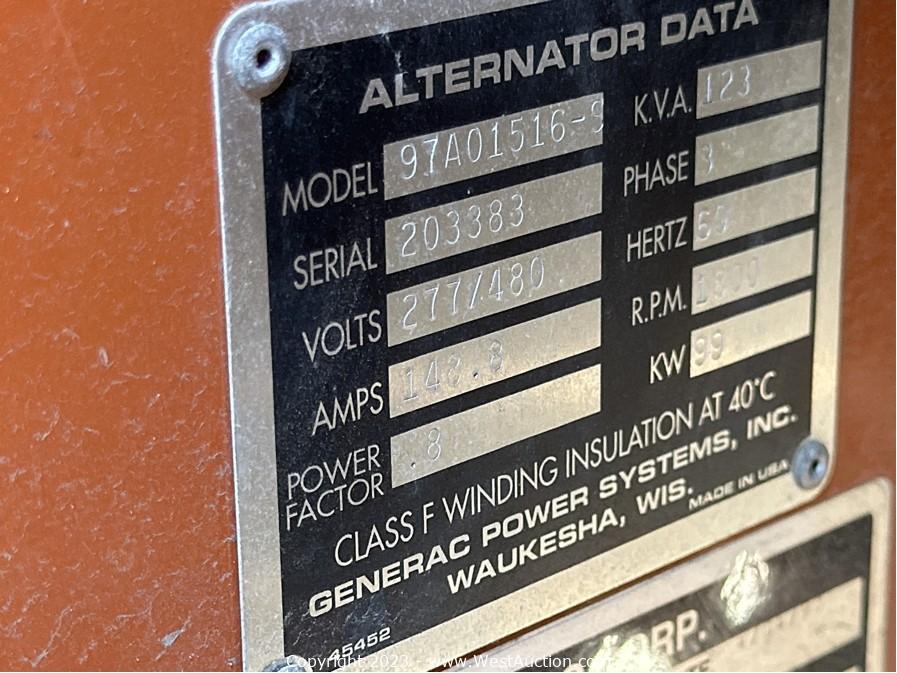 ALTERNATOR DATA
MODEL 97A01516-S
K.V.A. 123
SERIAL 203383
PHASE 3
VOLTS 277/480
HERTZ 60
AMPS 148.8
R.P.M. 1800
POWER FACTOR .8
KW 99
CLASS F WINDING INSULATION AT 40°C
GENERAC POWER SYSTEMS, INC.
WAUKESHA, WIS.
MADE IN USA
45452
CORP.
Copyright 2023 www.WestAuction.com